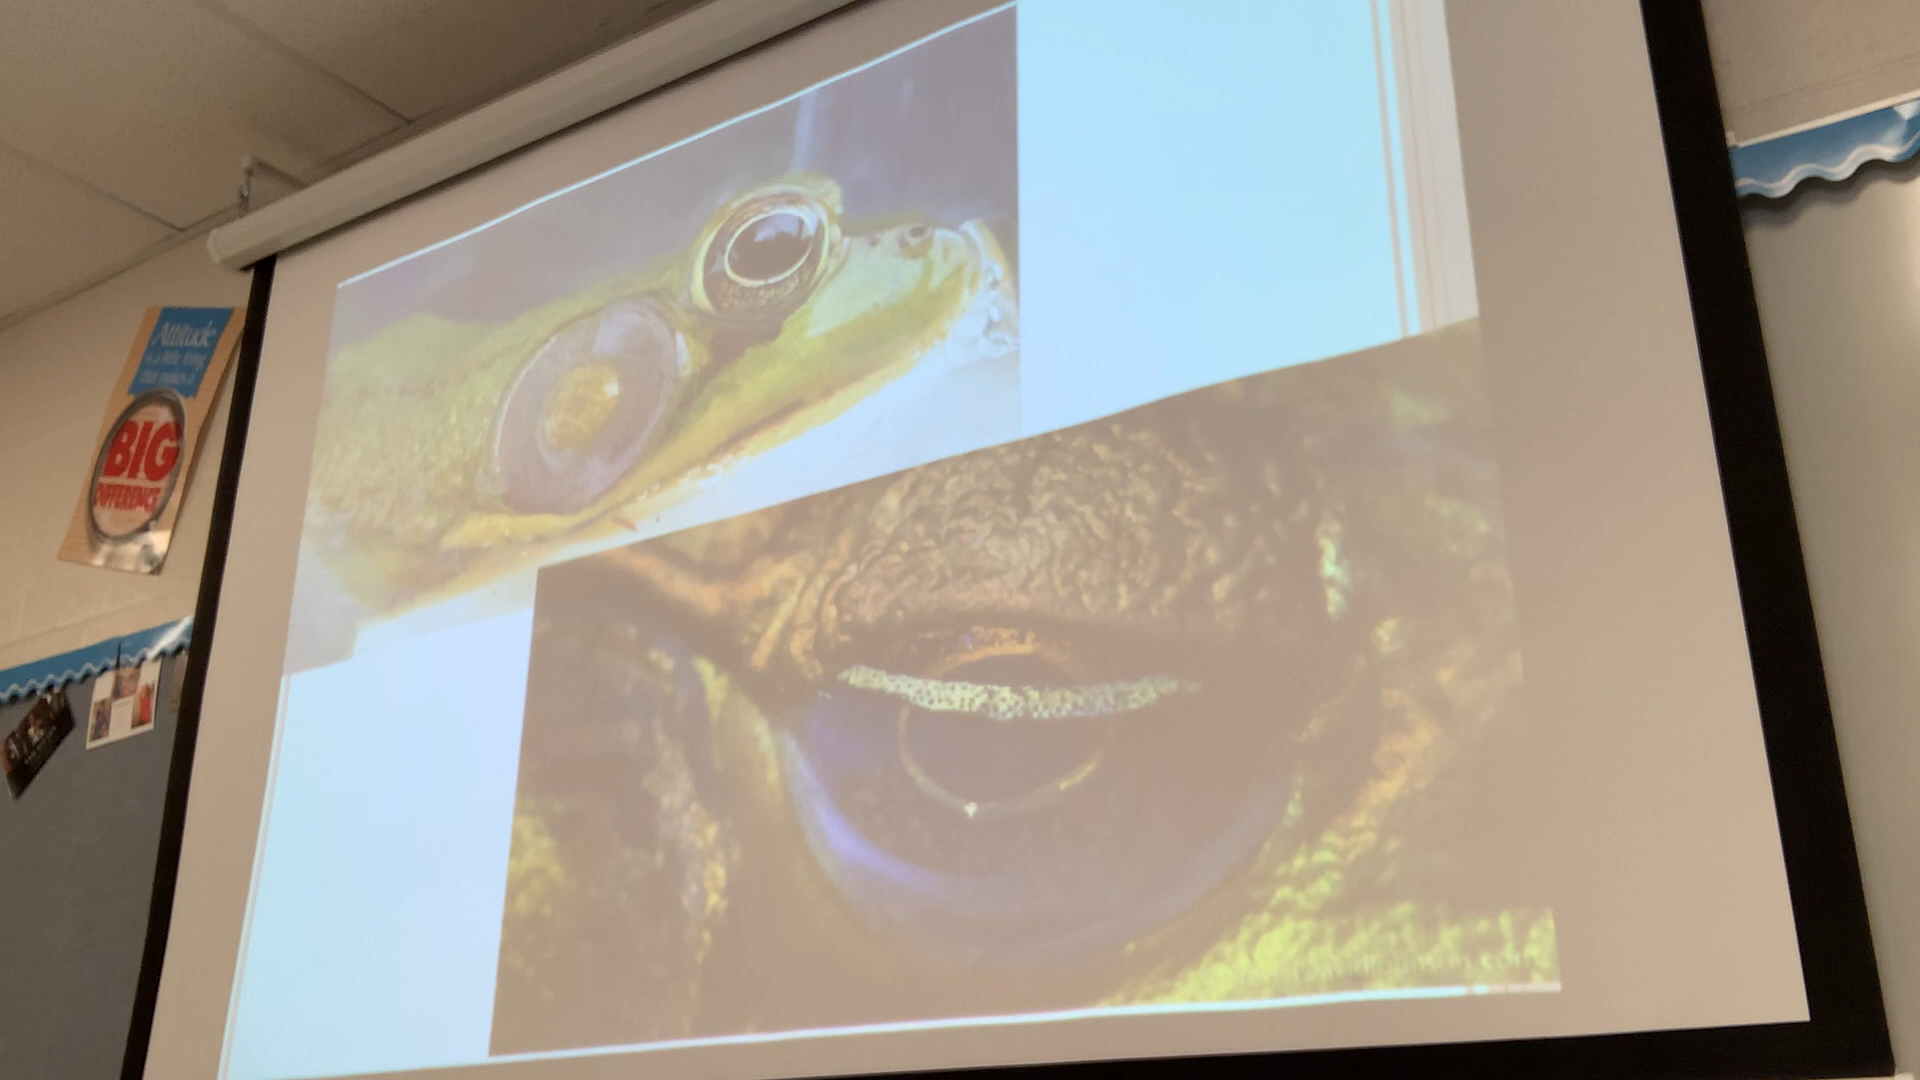 Attitude
is a little thing
that makes a
BIG
DIFFERENCE